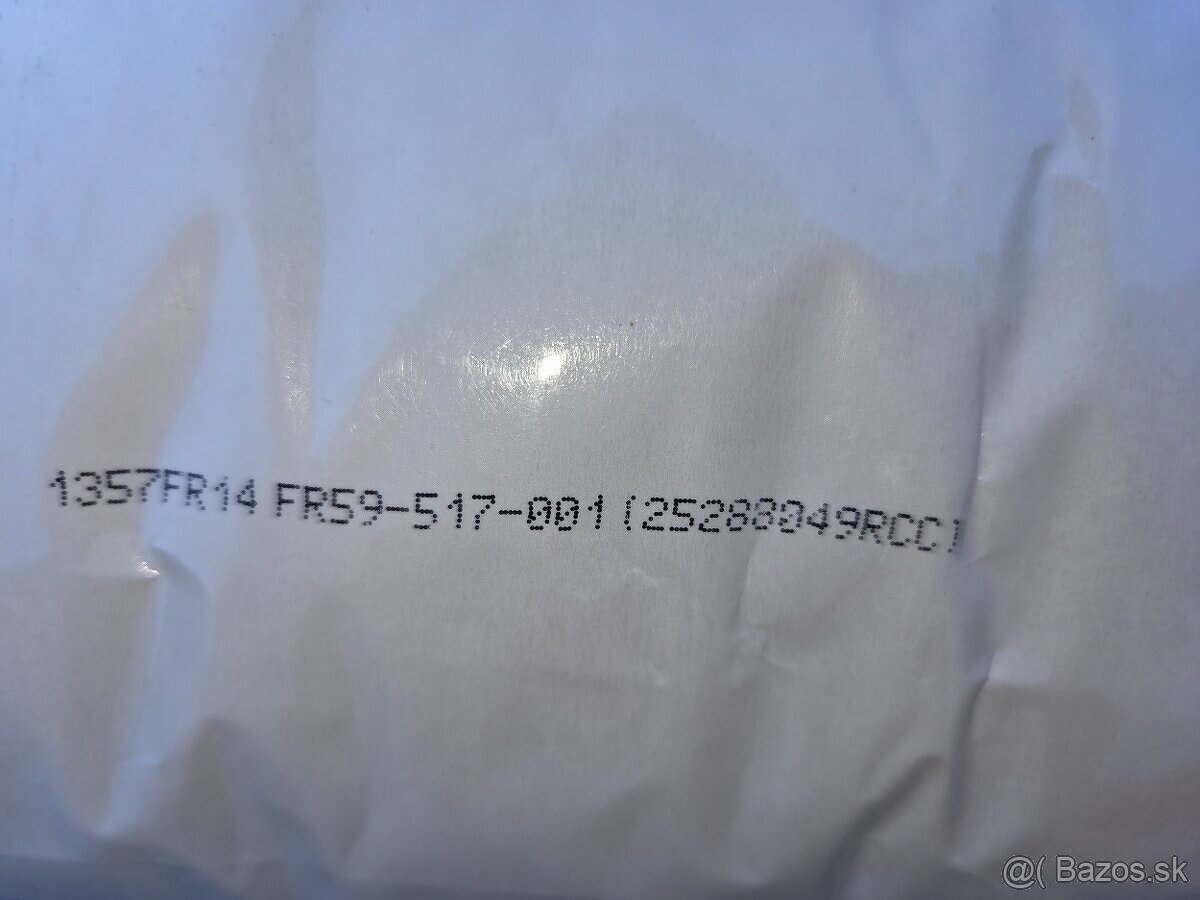 1357FR14 FR59-517-001 (25288049RCC)
@( Bazos.sk